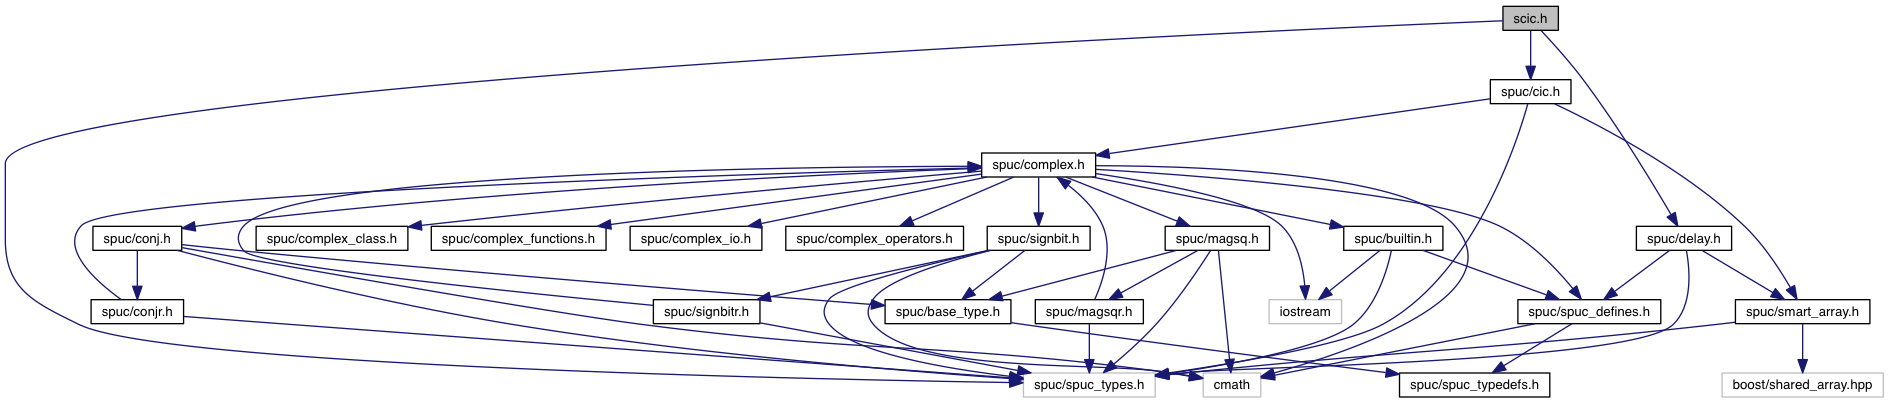 scic.h
spuc/cic.h
spuc/complex.h
spuc/conj.h
spuc/complex_class.h
spuc/complex_functions.h
spuc/complex_io.h
spuc/complex_operators.h
spuc/signbit.h
spuc/magsq.h
spuc/builtin.h
spuc/delay.h
spuc/conjr.h
spuc/signbitr.h
spuc/base_type.h
spuc/magsqr.h
iostream
spuc/spuc_defines.h
spuc/smart_array.h
spuc/spuc_types.h
cmath
spuc/spuc_typedefs.h
boost/shared_array.hpp